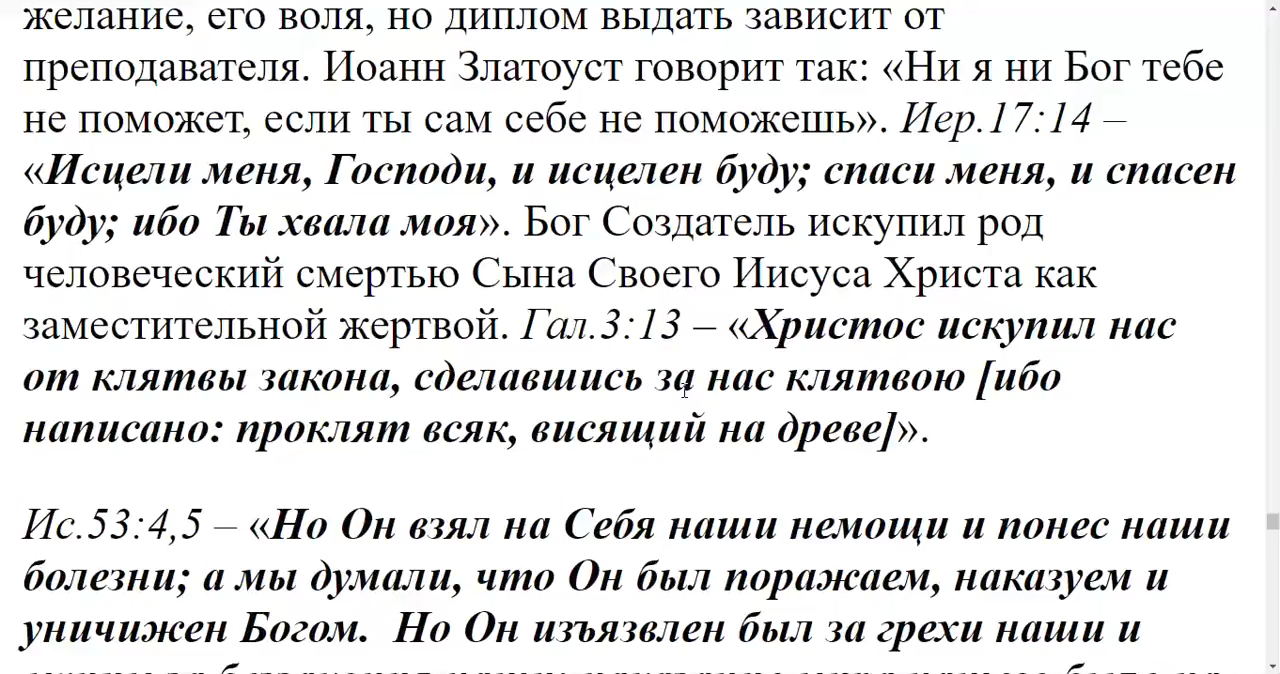 желание, его воля, но диплом выдать зависит от
преподавателя. Иоанн Златоуст говорит так: «Ни я ни Бог тебе
не поможет, если ты сам себе не поможешь». Иер.17:14 –
«Исцели меня, Господи, и исцелен буду; спаси меня, и спасен
буду; ибо Ты хвала моя». Бог Создатель искупил род
человеческий смертью Сына Своего Иисуса Христа как
заместительной жертвой. Гал.3:13 – «Христос искупил нас
от клятвы закона, сделавшись за нас клятвою [ибо
написано: проклят всяк, висящий на древе]».
Ис.53:4,5 – «Но Он взял на Себя наши немощи и понес наши
болезни; а мы думали, что Он был поражаем, наказуем и
уничижен Богом. Но Он изъязвлен был за грехи наши и